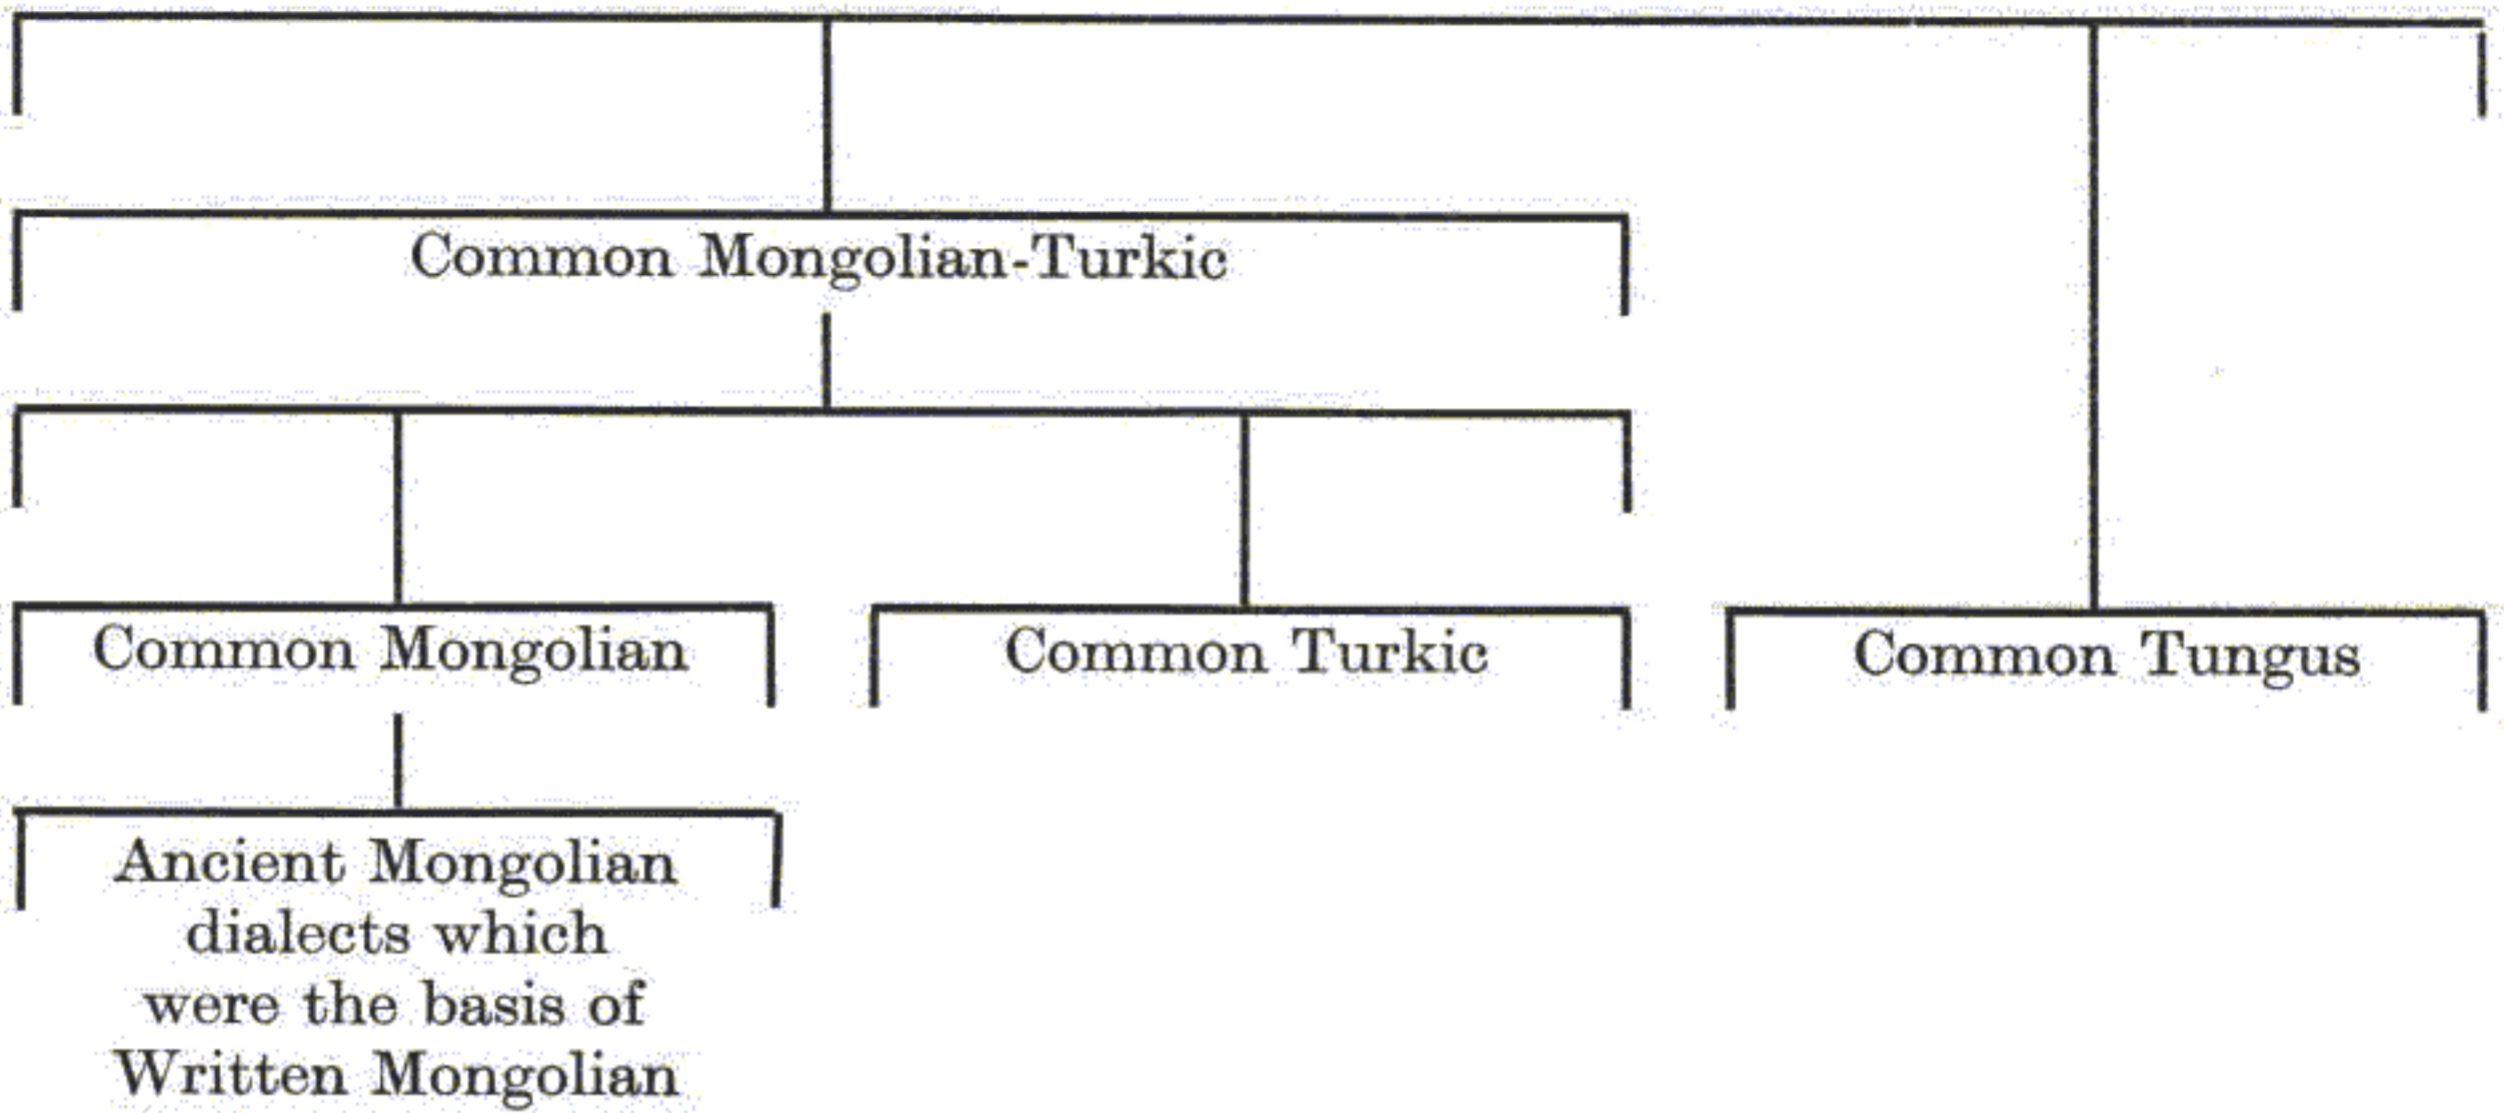 Common Mongolian-Turkic
Common Mongolian
Common Turkic
Common Tungus
Ancient Mongolian
dialects which
were the basis of
Written Mongolian